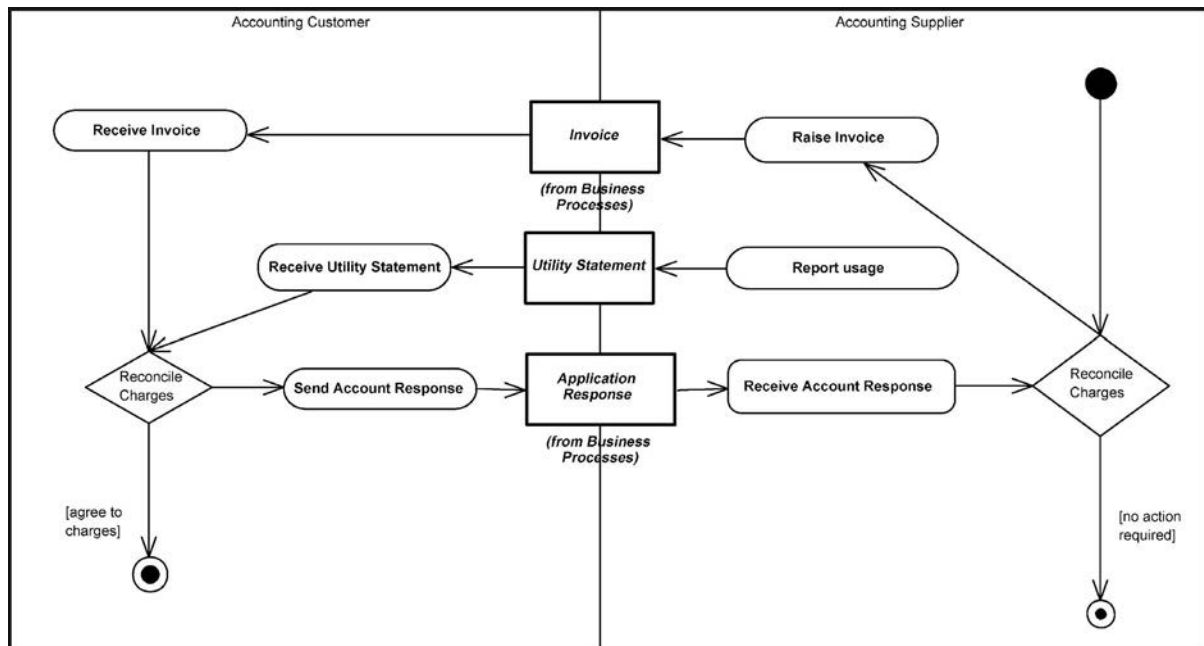 Accounting Customer
Accounting Supplier
Receive Invoice
Invoice
Raise Invoice
(from Business
Processes)
Receive Utility Statement
Utility Statement
Report usage
Reconcile
Charges
Send Account Response
Application
Response
Receive Account Response
Reconcile
Charges
(from Business
Processes)
[agree to
charges]
[no action
required]